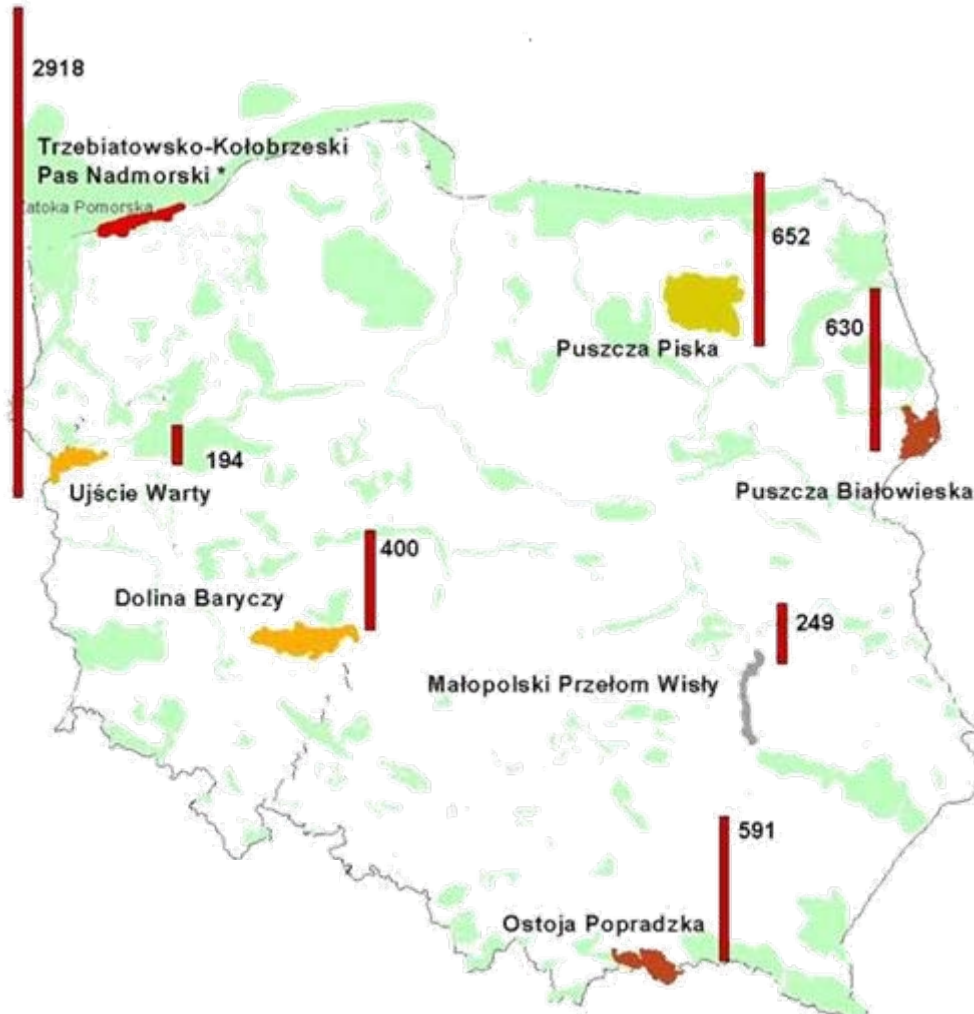 2918
Trzebiatowsko-Kołobrzeski
Pas Nadmorski *
atoka Pomorska
652
630
Puszcza Piska
194
Ujście Warty
Puszcza Białowieska
400
Dolina Baryczy
249
Małopolski Przełom Wisły
591
Ostoja Popradzka